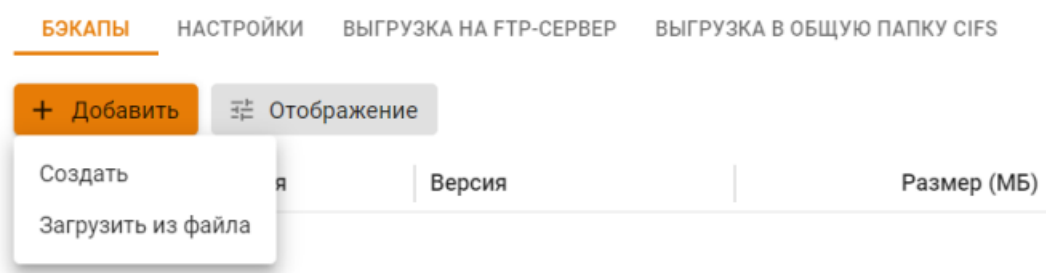 БЭКАПЫ НАСТРОЙКИ ВЫГРУЗКА НА FTP-СЕРВЕР ВЫГРУЗКА В ОБЩУЮ ПАПКУ CIFS
+ Добавить Отображение
Создать
я Версия Размер (МБ)
Загрузить из файла